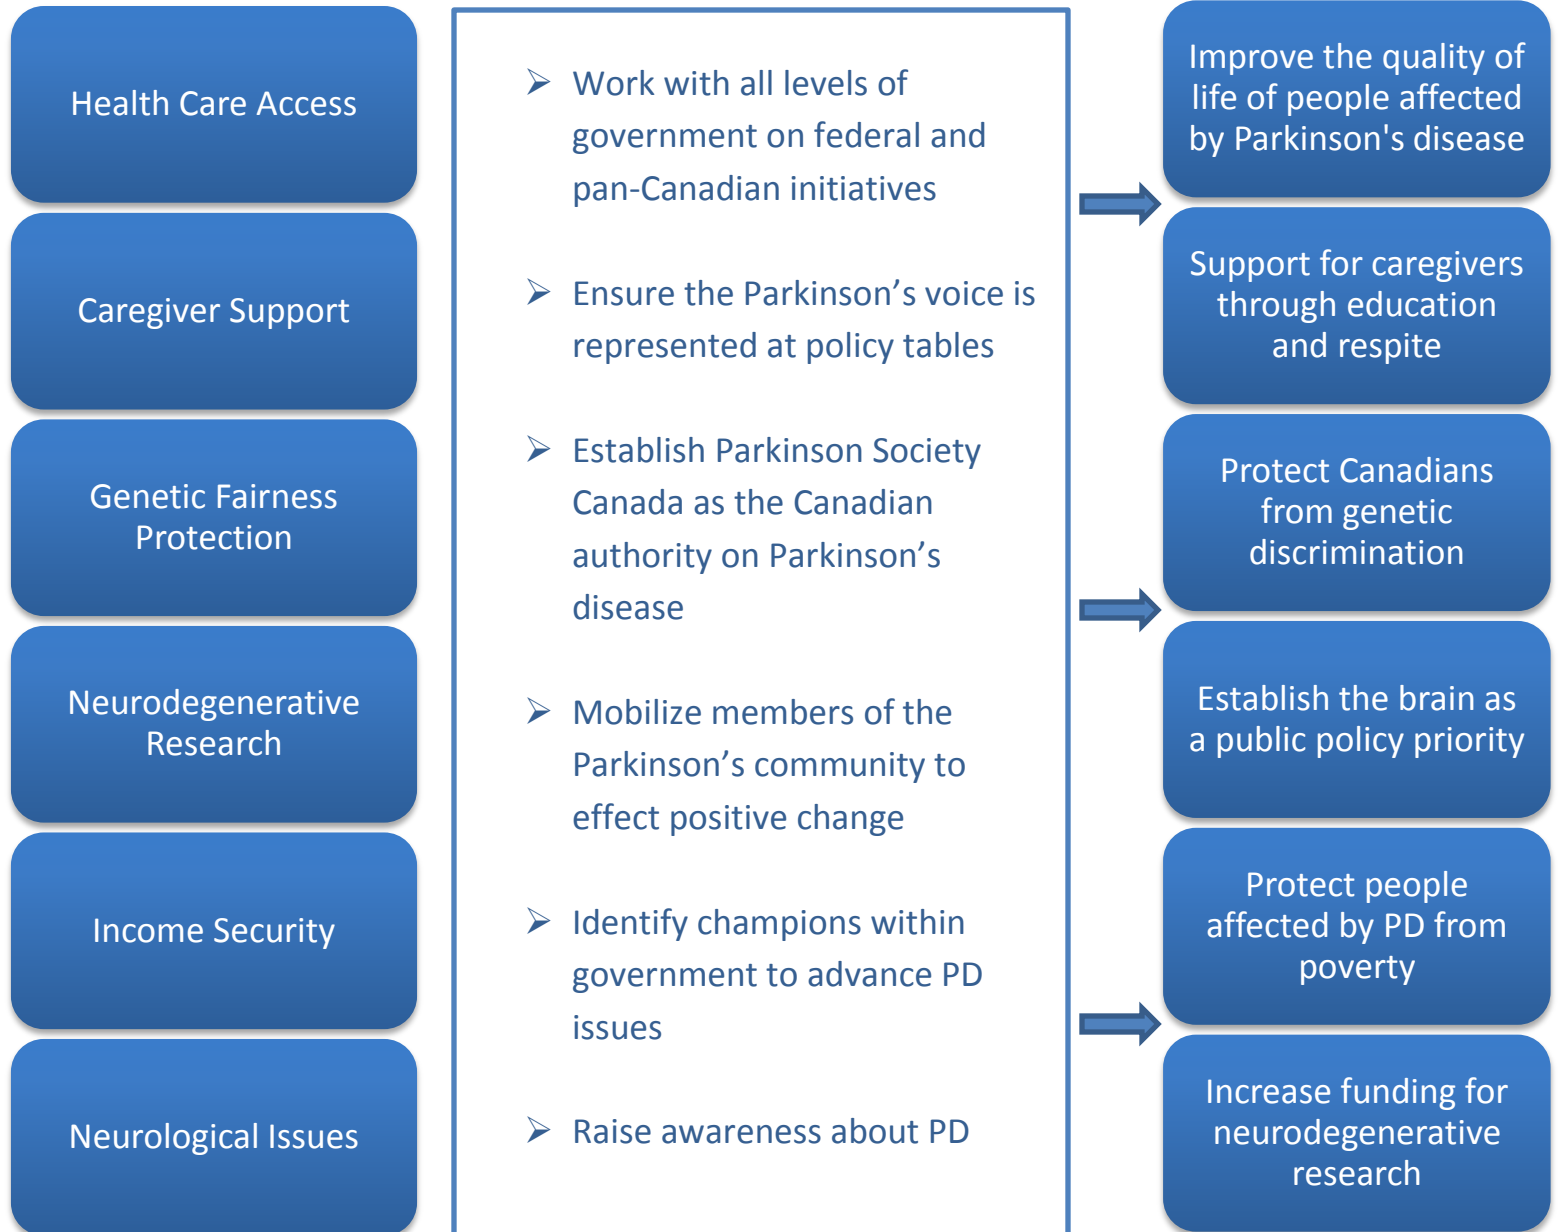 Health Care Access
Caregiver Support
Genetic Fairness
Protection
Neurodegenerative
Research
Income Security
Neurological Issues
➢ Work with all levels of
government on federal and
pan-Canadian initiatives
➢ Ensure the Parkinson’s voice is
represented at policy tables
➢ Establish Parkinson Society
Canada as the Canadian
authority on Parkinson’s
disease
➢ Mobilize members of the
Parkinson’s community to
effect positive change
➢ Identify champions within
government to advance PD
issues
➢ Raise awareness about PD
Improve the quality of
life of people affected
by Parkinson's disease
Support for caregivers
through education
and respite
Protect Canadians
from genetic
discrimination
Establish the brain as
a public policy priority
Protect people
affected by PD from
poverty
Increase funding for
neurodegenerative
research